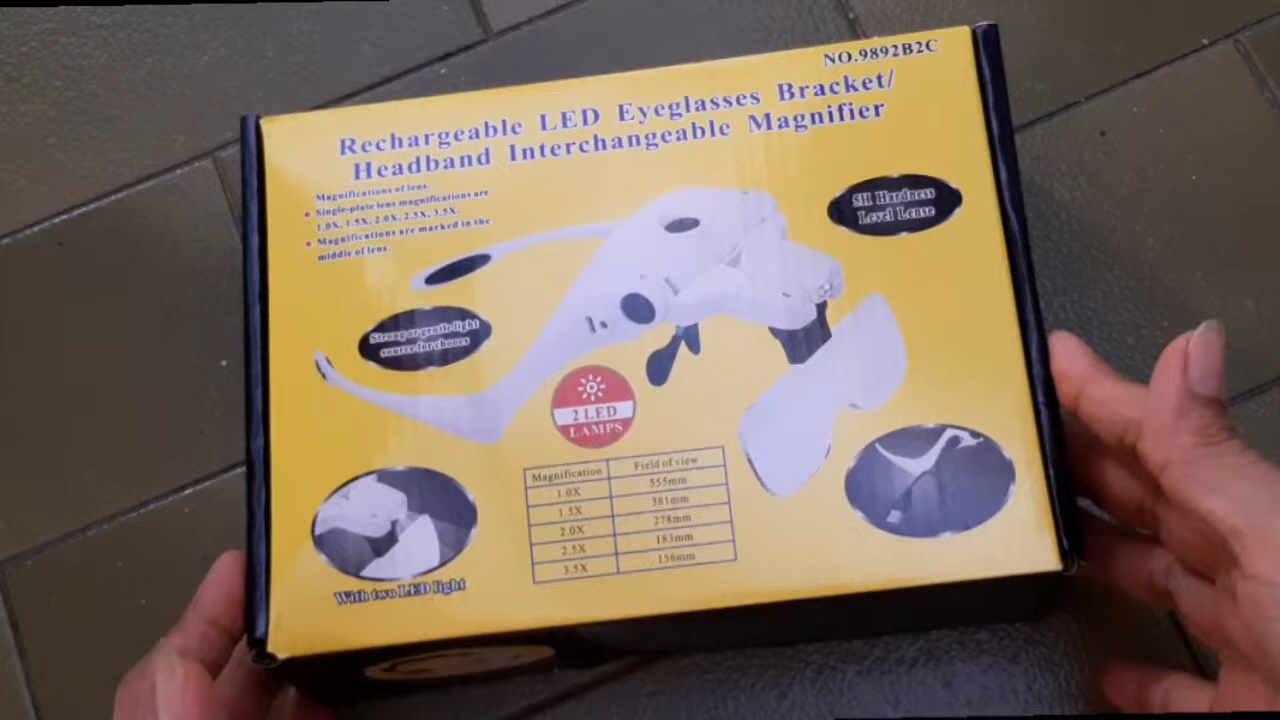 NO.9892B2C
Rechargeable LED Eyeglasses Bracket/
Headband Interchangeable Magnifier
Magnifications of lens.
Single-plate lens magnifications are
1.0X, 1.5X, 2.0X, 2.5X, 3.5X.
Magnifications are marked in the
middle of lens.
5H Hardness
Level Lense
Strong or gentle light
source for chooes
2 LED
LAMPS
Magnification Field of view
1.0X 555mm
1.5X 381mm
2.0X 278mm
2.5X 183mm
3.5X 156mm
With two LED light